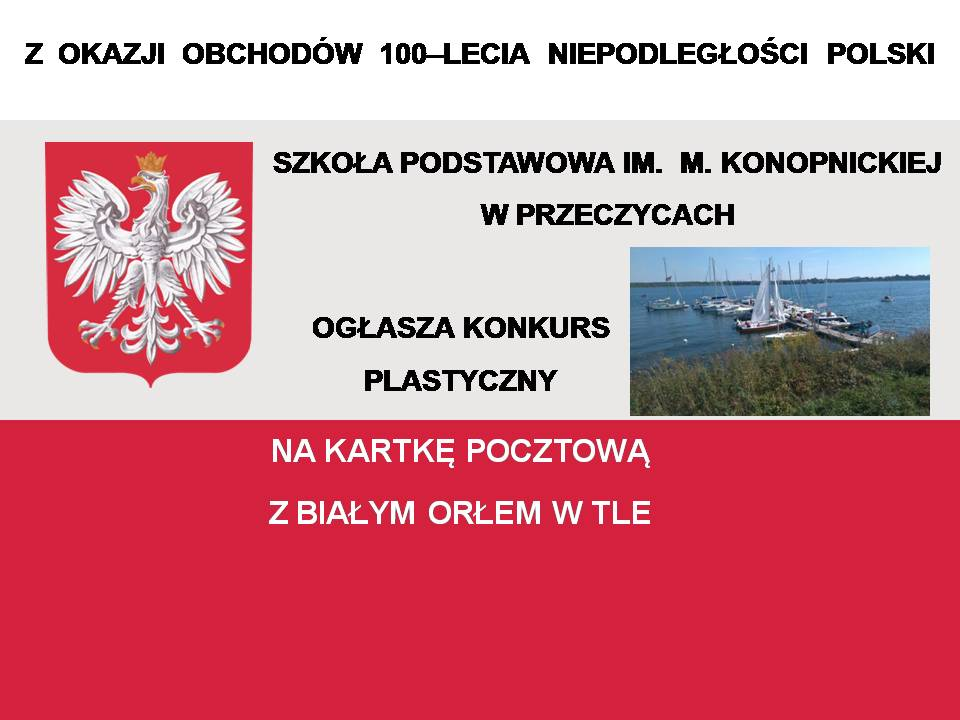 Z OKAZJI OBCHODÓW 100–LECIA NIEPODLEGŁOŚCI POLSKI
SZKOŁA PODSTAWOWA IM. M. KONOPNICKIEJ
W PRZECZYCACH
OGŁASZA KONKURS
PLASTYCZNY
NA KARTKĘ POCZTOWĄ
Z BIAŁYM ORŁEM W TLE